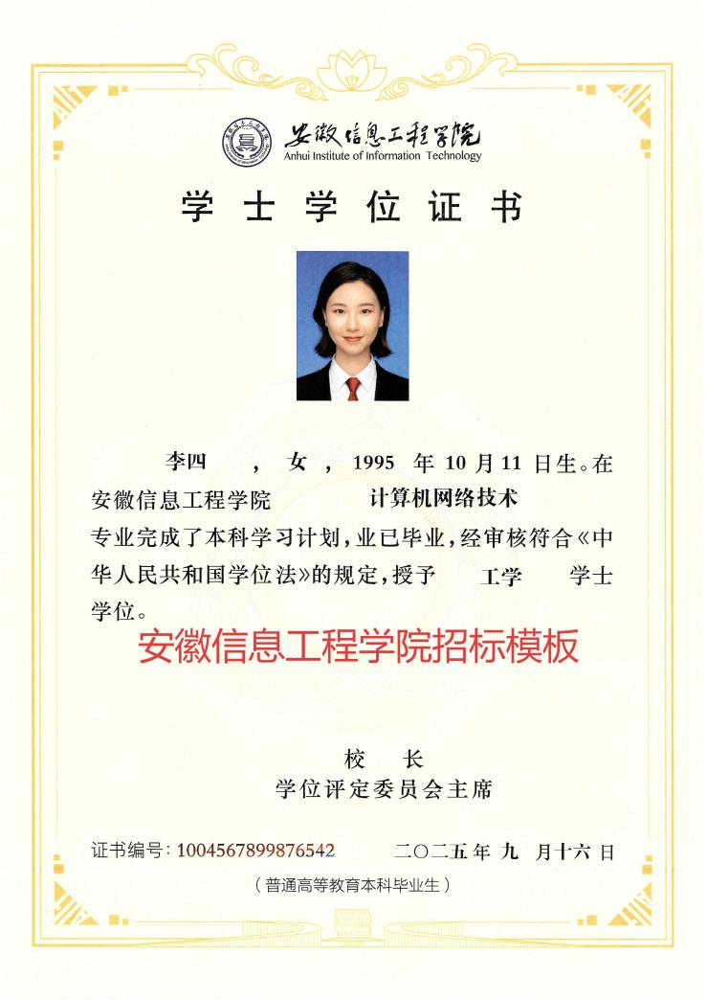 安徽信息工程学院
Anhui Institute of Information Technology
学士学位证书
李四 ，女，1995 年 10 月 11 日生。在
安徽信息工程学院 计算机网络技术
专业完成了本科学习计划，业已毕业，经审核符合《中
华人民共和国学位法》的规定，授予 工学 学士
学位。
安徽信息工程学院招标模板
校 长
学位评定委员会主席
证书编号：1004567899876542 二〇二五年 九 月十六日
（普通高等教育本科毕业生）